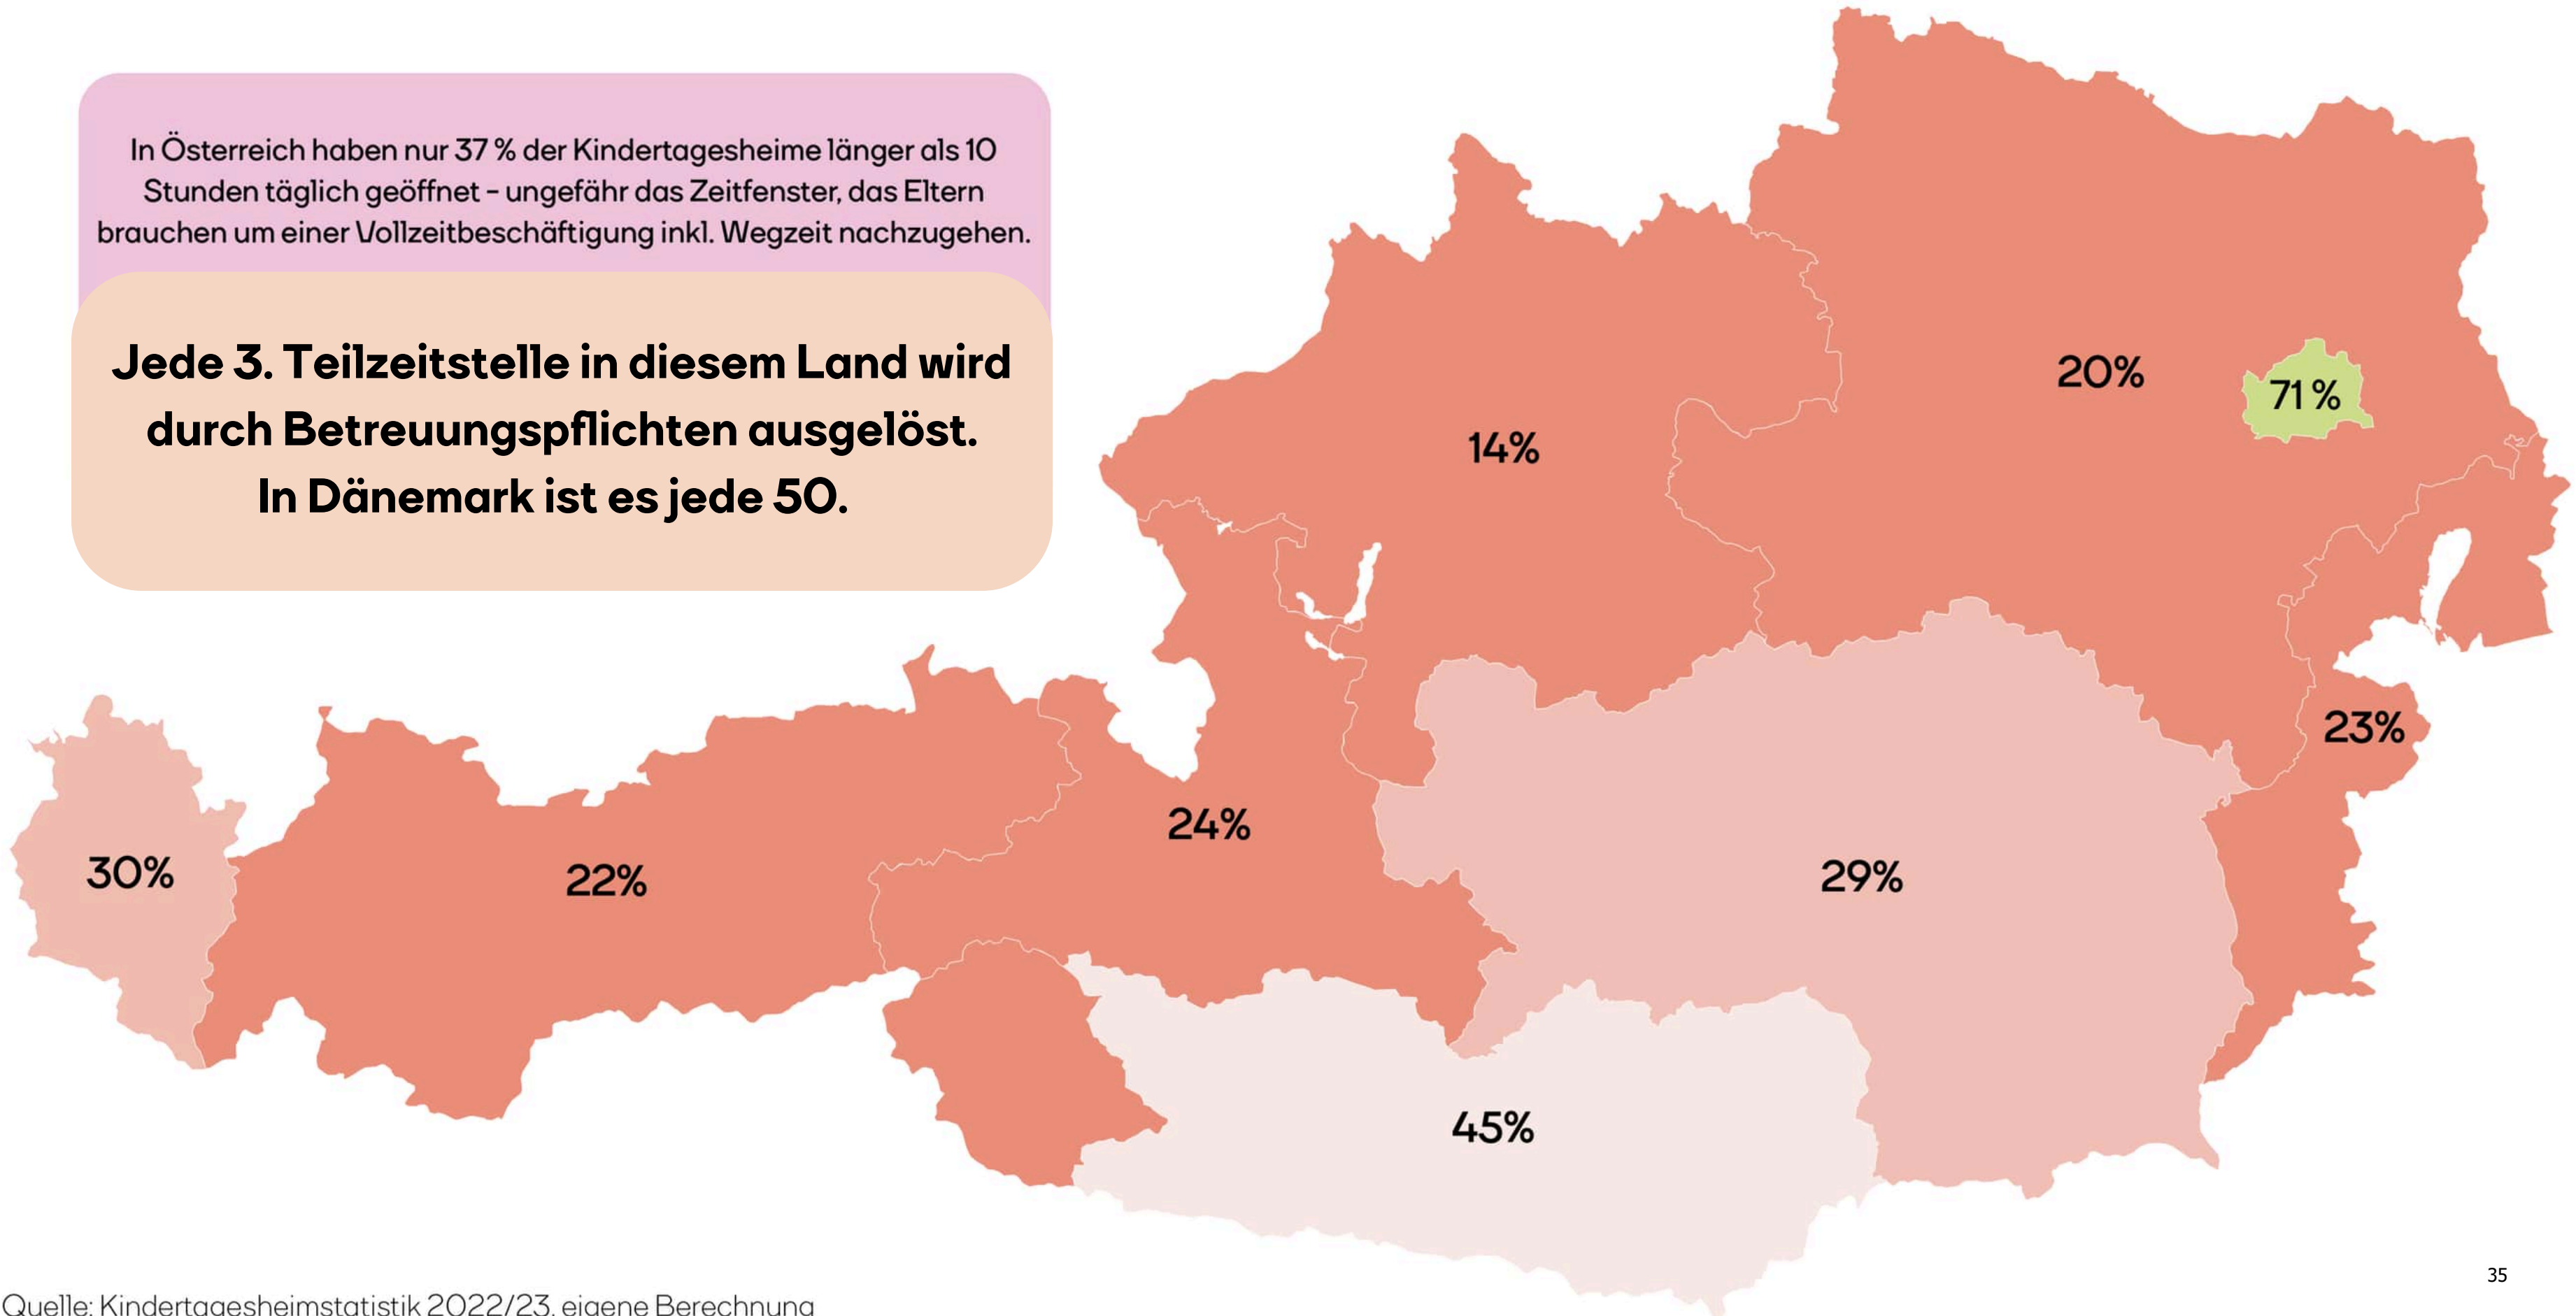 In Österreich haben nur 37 % der Kindertagesheime länger als 10
Stunden täglich geöffnet – ungefähr das Zeitfenster, das Eltern
brauchen um einer Vollzeitbeschäftigung inkl. Wegzeit nachzugehen.
Jede 3. Teilzeitstelle in diesem Land wird
durch Betreuungspflichten ausgelöst.
In Dänemark ist es jede 50.
20%
71 %
14%
23%
24%
30%
22%
29%
45%
35
Quelle: Kindertagesheimstatistik 2022/23, eigene Berechnung